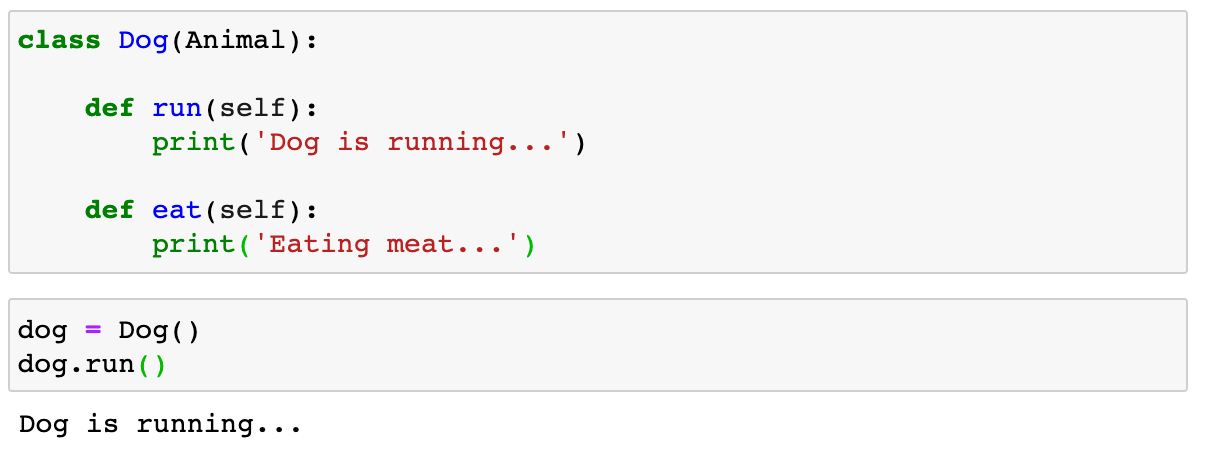 class Dog(Animal):
    def run(self):
        print('Dog is running...')
    def eat(self):
        print('Eating meat...')
dog = Dog()
dog.run()
Dog is running...